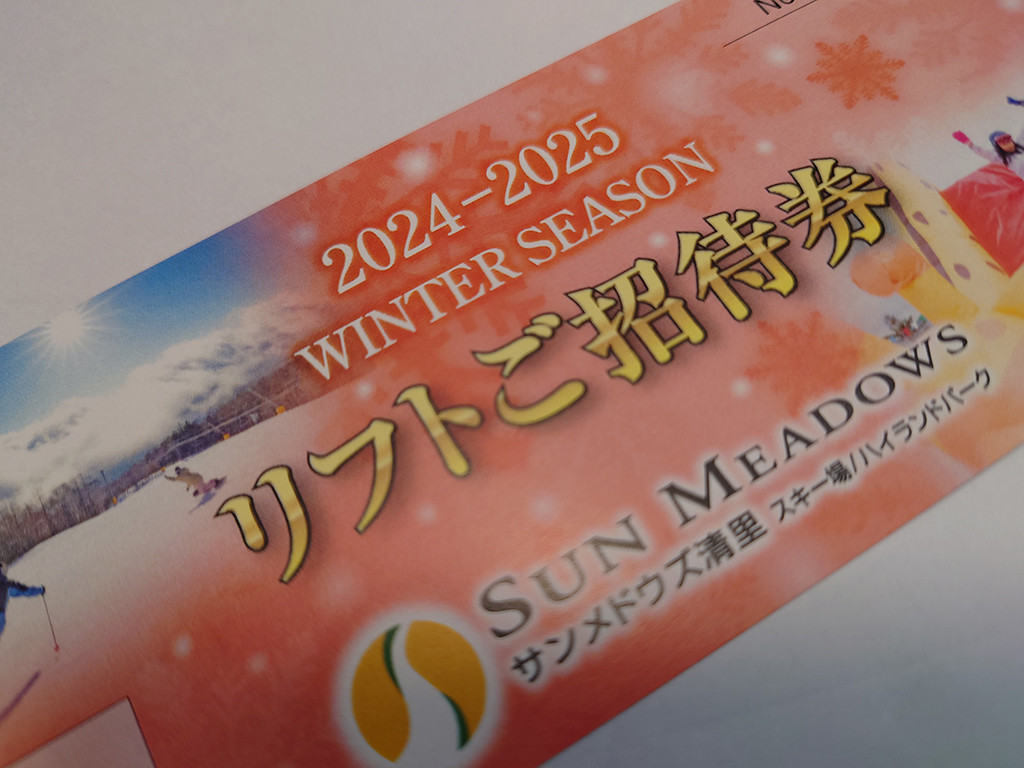 2024-2025
WINTER SEASON
リフトご招待券
SUN MEADOWS
サンメドウズ清里 スキー場/ハイランドパーク